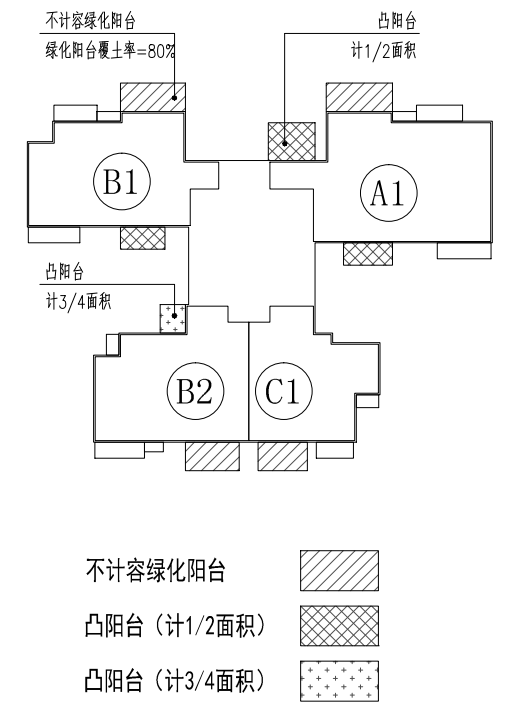 不计容绿化阳台
绿化阳台覆土率=80%
凸阳台
计1/2面积
B1
A1
凸阳台
计3/4面积
B2
C1
不计容绿化阳台
凸阳台（计1/2面积）
凸阳台（计3/4面积）